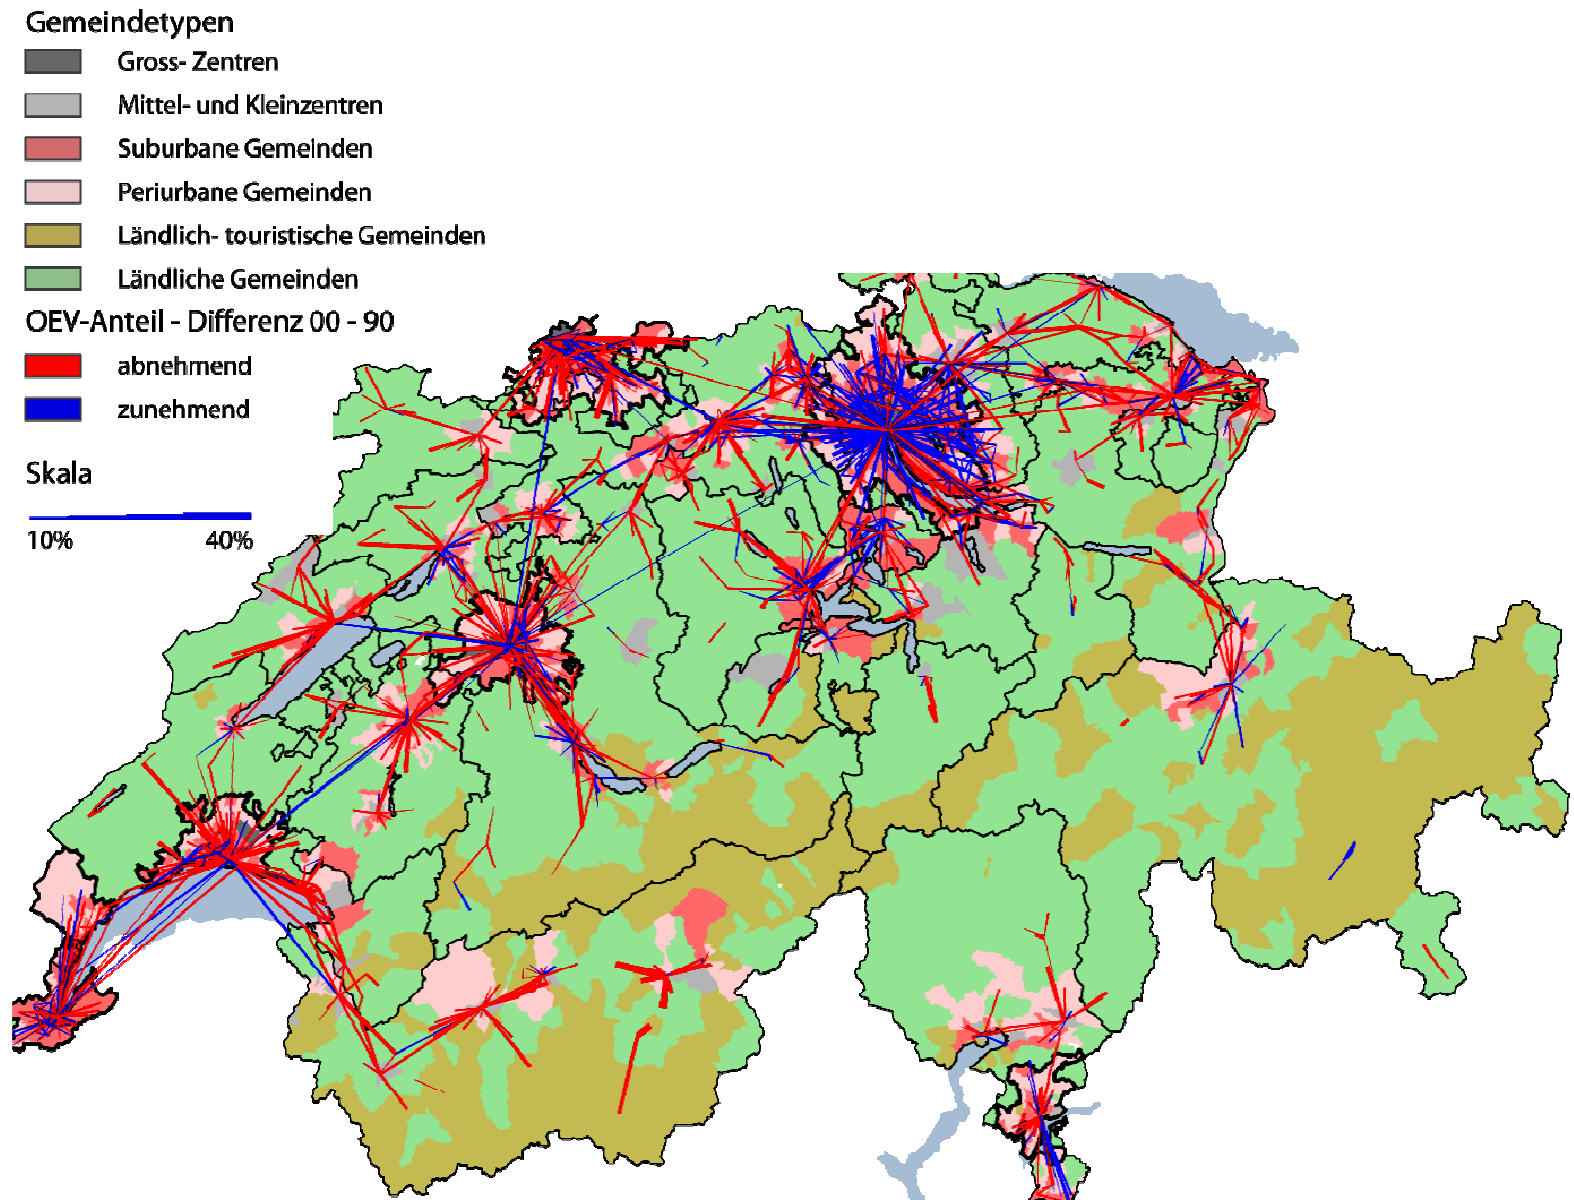 Gemeindetypen
Gross- Zentren
Mittel- und Kleinzentren
Suburbane Gemeinden
Periurbane Gemeinden
Ländlich- touristische Gemeinden
Ländliche Gemeinden
OEV-Anteil - Differenz 00 - 90
abnehmend
zunehmend
Skala
10% 40%